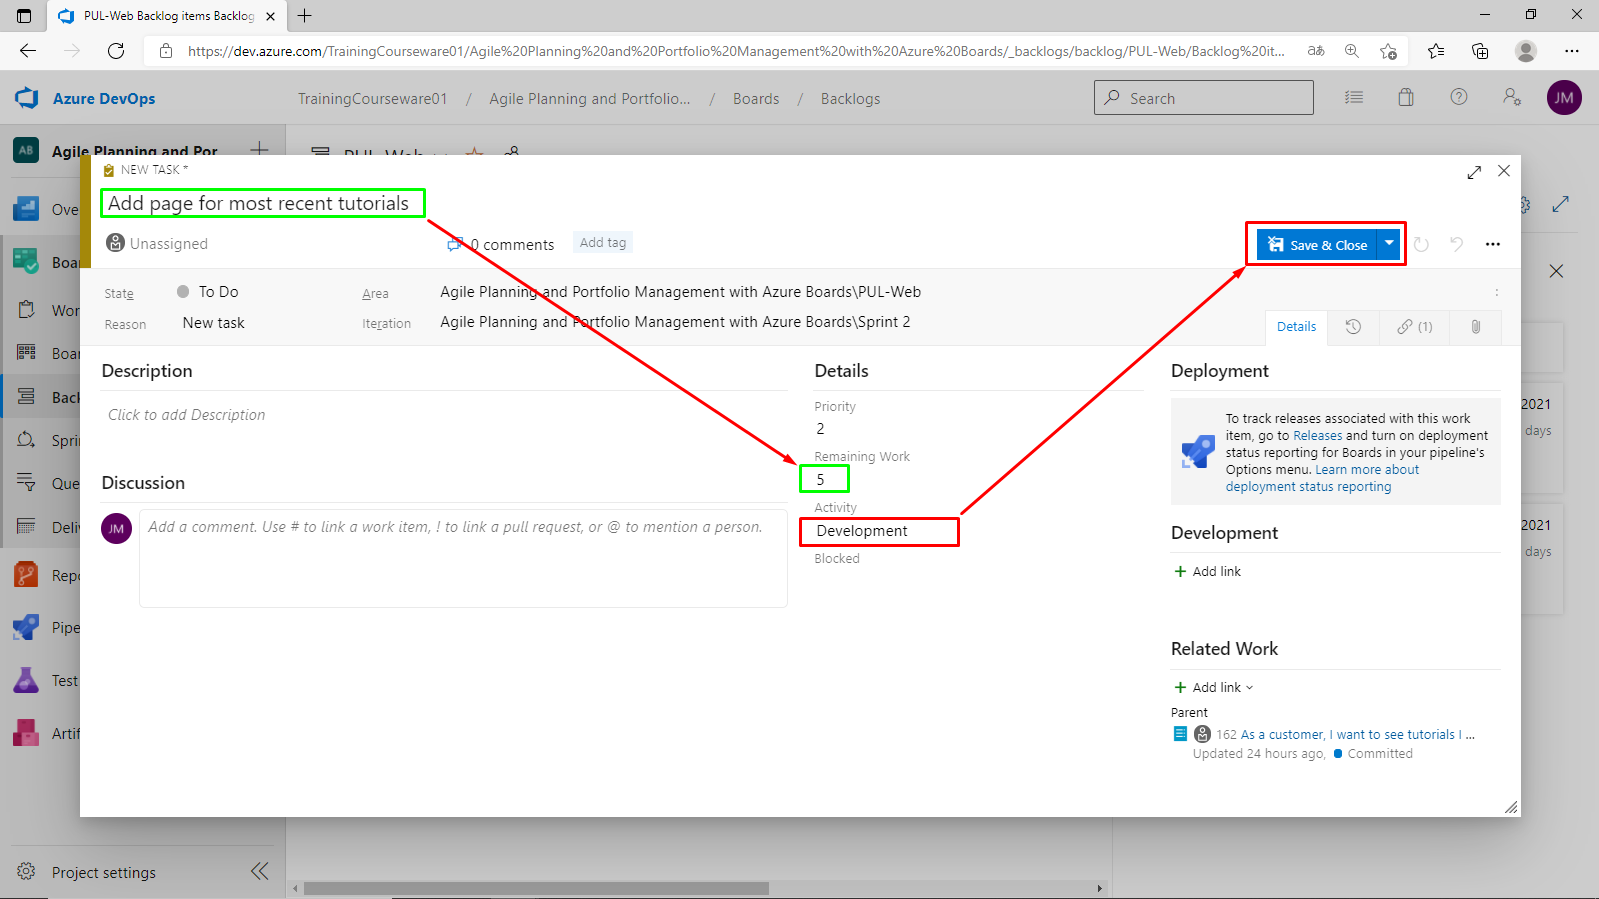 PUL-Web Backlog items Backlog
https://dev.azure.com/TrainingCourseware01/Agile%20Planning%20and%20Portfolio%20Management%20with%20Azure%20Boards/_backlogs/backlog/PUL-Web/Backlog%20it...
Azure DevOps
TrainingCourseware01 / Agile Planning and Portfolio... / Boards / Backlogs
Search
JM
AB Agile Planning and Por
PUL-Web
NEW TASK *
Add page for most recent tutorials
Unassigned
0 comments
Add tag
Save & Close
State To Do
Area Agile Planning and Portfolio Management with Azure Boards\PUL-Web
Reason New task
Iteration Agile Planning and Portfolio Management with Azure Boards\Sprint 2
Details
(1)
Description
Click to add Description
Discussion
JM
Add a comment. Use # to link a work item, ! to link a pull request, or @ to mention a person.
Details
Priority
2
Remaining Work
5
Activity
Development
Blocked
Deployment
To track releases associated with this work
item, go to Releases and turn on deployment
status reporting for Boards in your pipeline's
Options menu. Learn more about
deployment status reporting
Development
Add link
Related Work
Add link
Parent
162 As a customer, I want to see tutorials I ...
Updated 24 hours ago, Committed
Ove
Boa
Wor
Boa
Back
Sprin
Que
Deli
Repo
Pipe
Test
Artif
2021
days
2021
days
Project settings